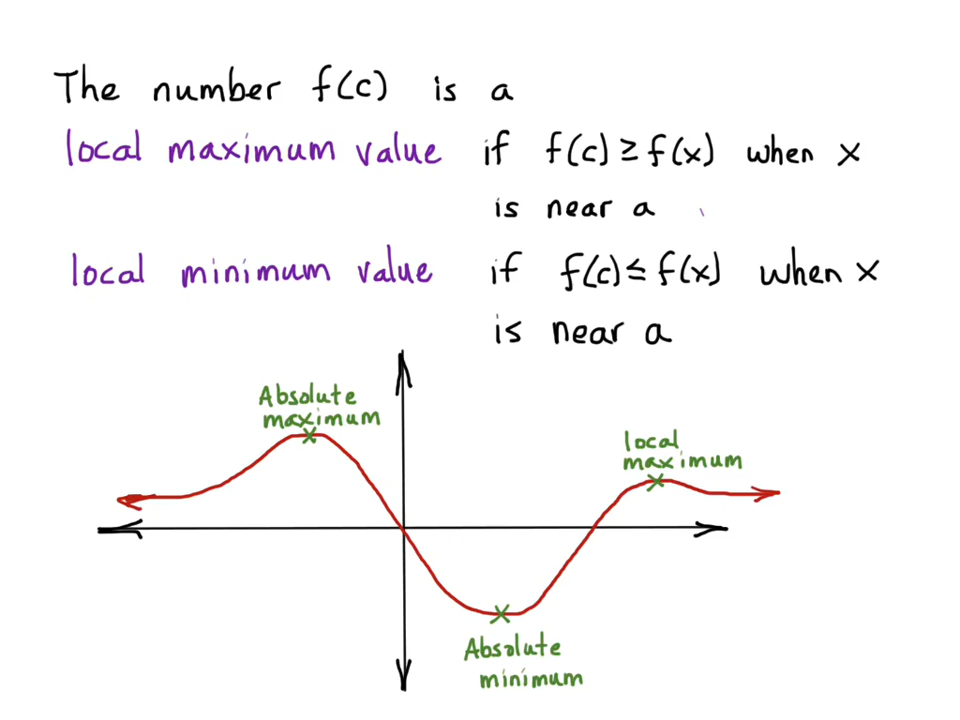 The number f(c) is a
local maximum value if f(c) ≥ f(x) when x
is near a
local minimum value if f(c) ≤ f(x) when x
is near a
Absolute
maximum
local
maximum
Absolute
minimum